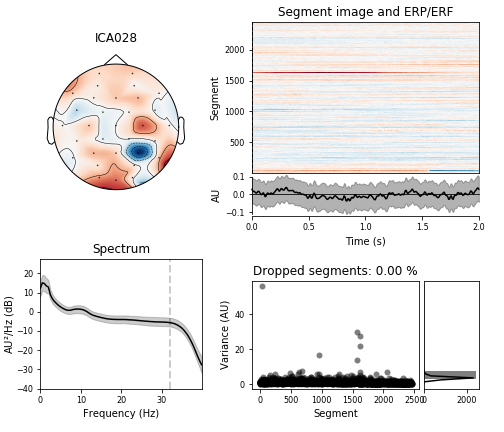 ICA028
Segment image and ERP/ERF
Segment
2000
1500
1000
500
AU
0.1
0.0
−0.1
0.0 0.5 1.0 1.5 2.0
Time (s)
Spectrum
AU²/Hz (dB)
20
10
0
−10
−20
−30
−40
0 10 20 30
Frequency (Hz)
Dropped segments: 0.00 %
Variance (AU)
40
20
0
0 500 1000 1500 2000 2500
Segment
0 2000